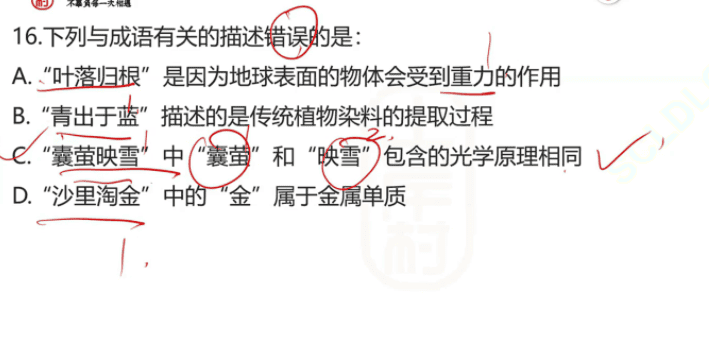 不辜负每一次相遇
16.下列与成语有关的描述错误的是：
A.“叶落归根”是因为地球表面的物体会受到重力的作用
B.“青出于蓝”描述的是传统植物染料的提取过程
C.“囊萤映雪”中“囊萤”和“映雪”包含的光学原理相同
D.“沙里淘金”中的“金”属于金属单质